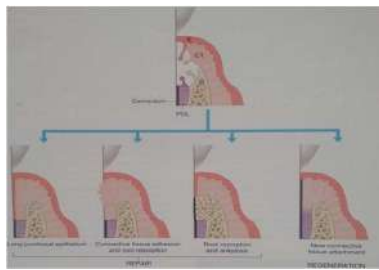 CT
Cementum
PDL
Long junctional epithelium
Connective tissue adhesion
and root resorption
Root resorption
and ankylosis
New connective
tissue attachment
REPAIR
REGENERATION